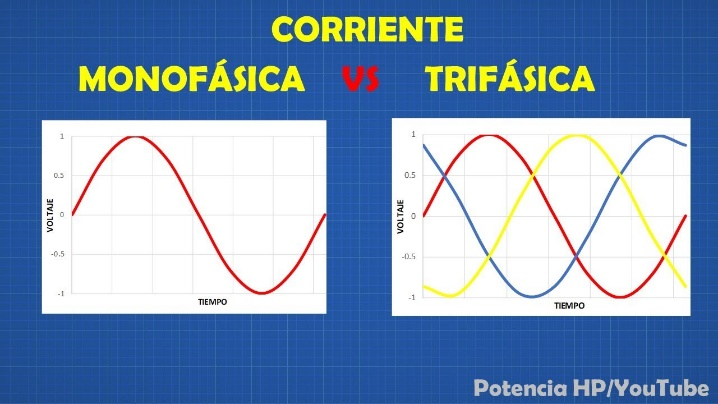 CORRIENTE
MONOFÁSICA VS TRIFÁSICA
1
0.5
0
-0.5
-1
VOLTAJE
TIEMPO
1
0.5
0
-0.5
-1
VOLTAJE
TIEMPO
Potencia HP/YouTube